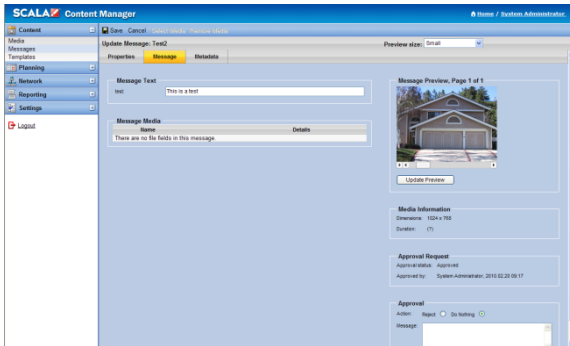 SCALA Content Manager
Home / System Administrator
Content
Save Cancel Select Media Preview Media
Media
Messages
Templates
Update Message: Test2
Preview size: Small
Planning
Network
Reporting
Settings
Logout
Properties Message Metadata
Message Text
test: This is a test
Message Media
Name Details
There are no file fields in this message.
Message Preview, Page 1 of 1
Update Preview
Media Information
Dimensions: 1024 x 768
Duration: (?)
Approval Request
Approval status: Approved
Approved by: System Administrator, 2010.02.20 09:17
Approval
Action: Reject Do Nothing
Message: